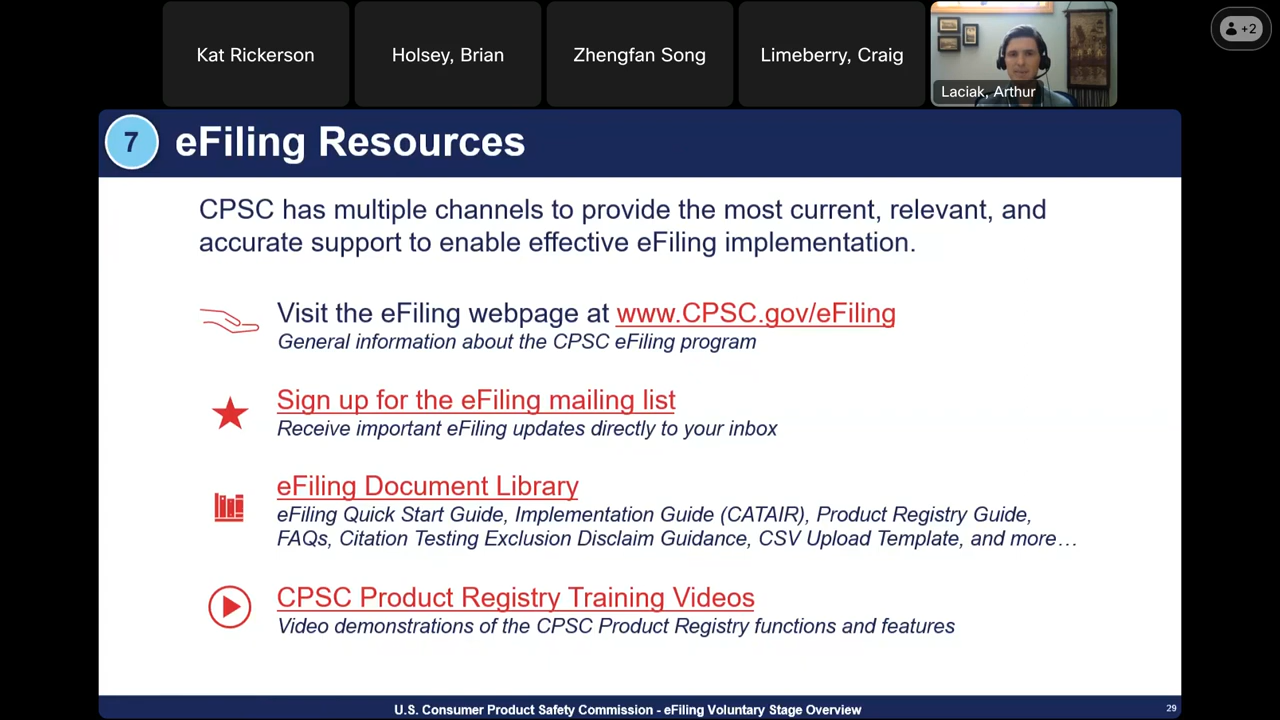 Kat Rickerson
Holsey, Brian
Zhengfan Song
Limeberry, Craig
Laciak, Arthur
+2
7
eFiling Resources
CPSC has multiple channels to provide the most current, relevant, and
accurate support to enable effective eFiling implementation.
Visit the eFiling webpage at www.CPSC.gov/eFiling
General information about the CPSC eFiling program
Sign up for the eFiling mailing list
Receive important eFiling updates directly to your inbox
eFiling Document Library
eFiling Quick Start Guide, Implementation Guide (CATAIR), Product Registry Guide,
FAQs, Citation Testing Exclusion Disclaim Guidance, CSV Upload Template, and more…
CPSC Product Registry Training Videos
Video demonstrations of the CPSC Product Registry functions and features
U.S. Consumer Product Safety Commission - eFiling Voluntary Stage Overview
29